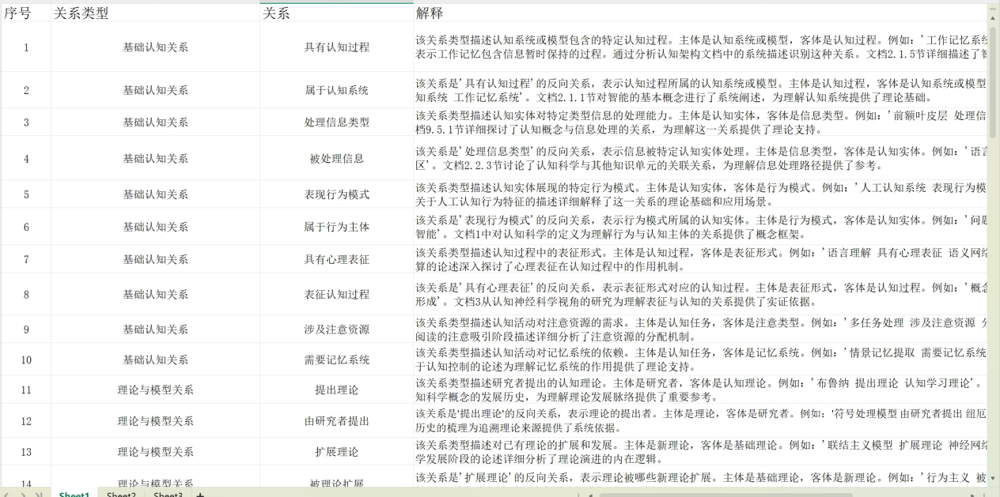 序号 关系类型 关系 解释
1 基础认知关系 具有认知过程 该关系类型描述认知系统或模型包含的特定认知过程。主体是认知系统或模型，客体是认知过程。例如：'工作记忆系统
表示工作记忆包含信息暂时保持的过程。通过分析认知架构文档中的系统描述识别这种关系。文档2.1.5节详细描述了智
2 基础认知关系 属于认知系统 该关系是'具有认知过程'的反向关系，表示认知过程所属的认知系统或模型。主体是认知过程，客体是认知系统或模型
知系统 工作记忆系统'。文档2.1.1节对智能的基本概念进行了系统阐述，为理解认知系统提供了理论基础。
3 基础认知关系 处理信息类型 该关系类型描述认知实体对特定类型信息的处理能力。主体是认知实体，客体是信息类型。例如：'前额叶皮层 处理信
档9.5.1节详细探讨了认知概念与信息处理的关系，为理解这一关系提供了理论支持。
4 基础认知关系 被处理信息 该关系是'处理信息类型'的反向关系，表示信息被特定认知实体处理。主体是信息类型，客体是认知实体。例如：'语言
区'。文档2.2.3节讨论了认知科学与其他知识单元的关联关系，为理解信息处理路径提供了参考。
5 基础认知关系 表现行为模式 该关系类型描述认知实体展现的特定行为模式。主体是认知实体，客体是行为模式。例如：'人工认知系统 表现行为模
关于人工认知行为特征的描述详细解释了这一关系的理论基础和应用场景。
6 基础认知关系 属于行为主体 该关系是'表现行为模式'的反向关系，表示行为模式所属的认知实体。主体是行为模式，客体是认知实体。例如：'问题
智能'。文档1中对认知科学的定义为理解行为与认知主体的关系提供了概念框架。
7 基础认知关系 具有心理表征 该关系类型描述认知过程中的表征形式。主体是认知过程，客体是表征形式。例如：'语言理解 具有心理表征 语义网络
算的论述深入探讨了心理表征在认知过程中的作用机制。
8 基础认知关系 表征认知过程 该关系是'具有心理表征'的反向关系，表示表征形式对应的认知过程。主体是表征形式，客体是认知过程。例如：'概念
形成'。文档3从认知神经科学视角的研究为理解表征与认知的关系提供了实证依据。
9 基础认知关系 涉及注意资源 该关系类型描述认知活动对注意资源的需求。主体是认知任务，客体是注意类型。例如：'多任务处理 涉及注意资源 分
阅读的注意吸引阶段描述详细分析了注意资源的分配机制。
10 基础认知关系 需要记忆系统 该关系类型描述认知活动对记忆系统的依赖。主体是认知任务，客体是记忆系统。例如：'情景记忆提取 需要记忆系统
于认知控制的论述为理解记忆系统的作用提供了理论支持。
11 理论与模型关系 提出理论 该关系类型描述研究者提出的认知理论。主体是研究者，客体是认知理论。例如：'布鲁纳 提出理论 认知学习理论'。
知科学概念的发展历史，为理解理论发展脉络提供了重要参考。
12 理论与模型关系 由研究者提出 该关系是'提出理论'的反向关系，表示理论的提出者。主体是理论，客体是研究者。例如：'符号处理模型 由研究者提出 纽厄
历史的梳理为追溯理论来源提供了系统依据。
13 理论与模型关系 扩展理论 该关系类型描述对已有理论的扩展和发展。主体是新理论，客体是基础理论。例如：'联结主义模型 扩展理论 神经网络
学发展阶段的论述详细分析了理论演进的内在逻辑。
14 理论与模型关系 被理论扩展 该关系是'扩展理论'的反向关系，表示理论被哪些新理论扩展。主体是基础理论，客体是新理论。例如：'行为主义 被
Sheet1 Sheet2 Sheet3 +